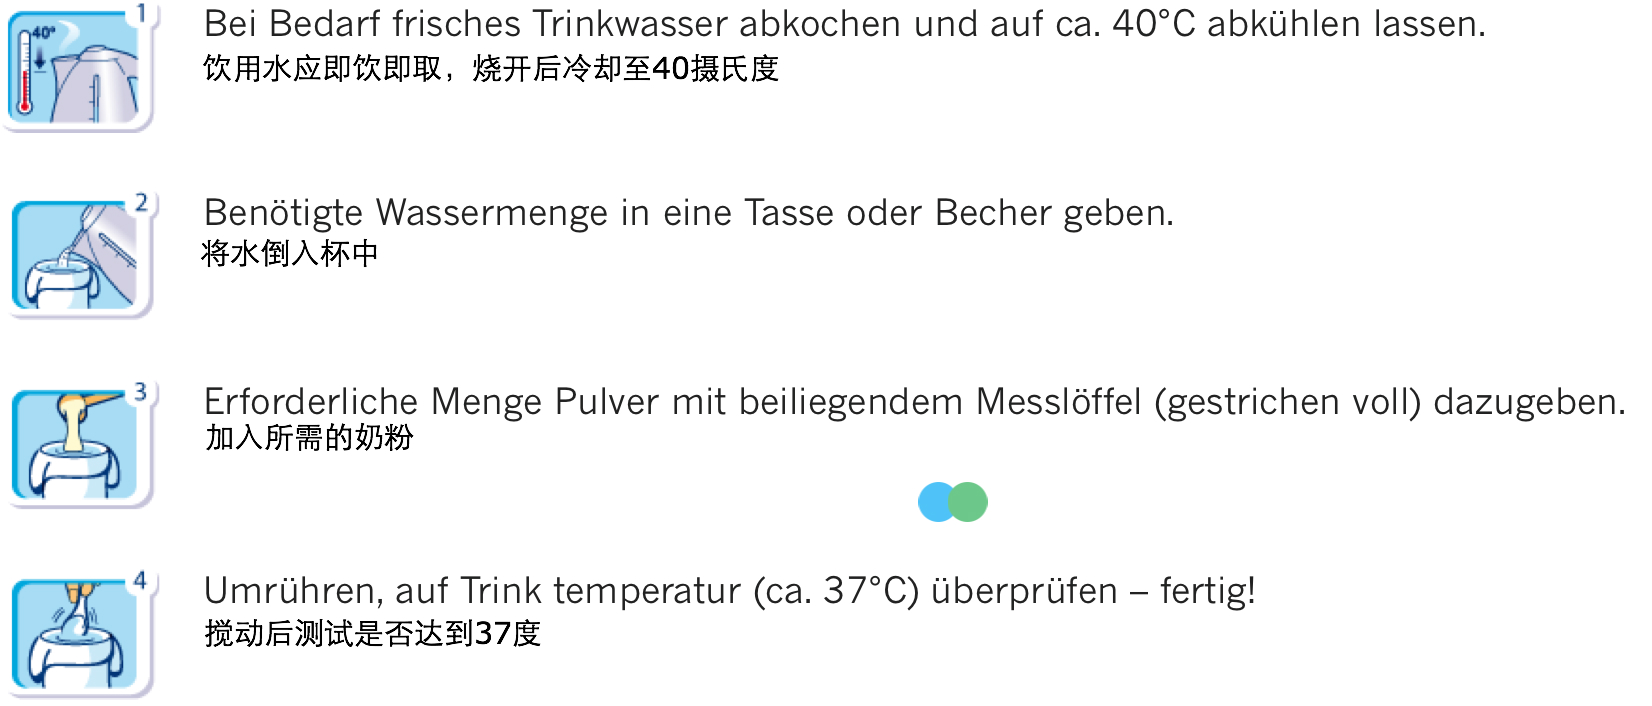 1
40°
Bei Bedarf frisches Trinkwasser abkochen und auf ca. 40°C abkühlen lassen.
饮用水应即饮即取，烧开后冷却至40摄氏度
2
Benötigte Wassermenge in eine Tasse oder Becher geben.
将水倒入杯中
3
Erforderliche Menge Pulver mit beiliegendem Messlöffel (gestrichen voll) dazugeben.
加入所需的奶粉
4
Umrühren, auf Trink temperatur (ca. 37°C) überprüfen – fertig!
搅动后测试是否达到37度